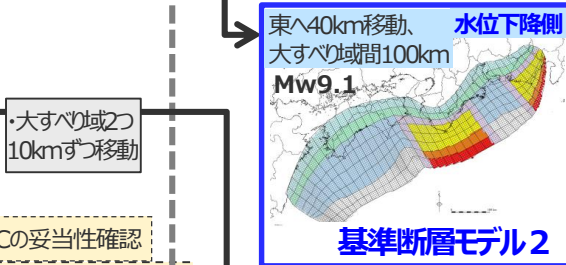 東へ40km移動、
大すべり域間100km
水位下降側
Mw9.1
・大すべり域2つ
10kmずつ移動
Cの妥当性確認
基準断層モデル2